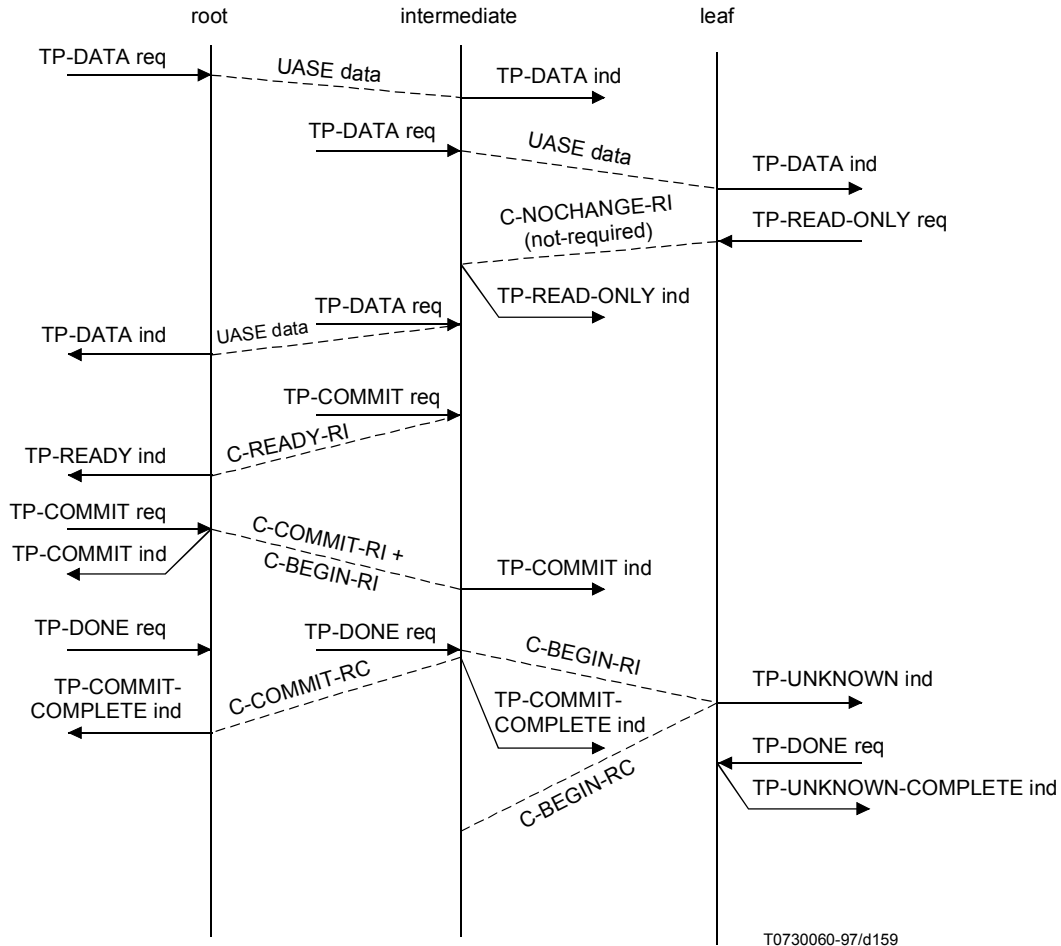 root
intermediate
leaf
TP-DATA req
UASE data
TP-DATA ind
TP-DATA req
UASE data
TP-DATA ind
C-NOCHANGE-RI
(not-required)
TP-READ-ONLY req
TP-READ-ONLY ind
TP-DATA req
TP-DATA ind
UASE data
TP-COMMIT req
C-READY-RI
TP-READY ind
TP-COMMIT req
C-COMMIT-RI +
TP-COMMIT ind
C-BEGIN-RI
TP-COMMIT ind
TP-DONE req
TP-DONE req
C-BEGIN-RI
TP-COMMIT-
COMPLETE ind
C-COMMIT-RC
TP-COMMIT-
COMPLETE ind
TP-UNKNOWN ind
TP-DONE req
C-BEGIN-RC
TP-UNKNOWN-COMPLETE ind
T0730060-97/d159